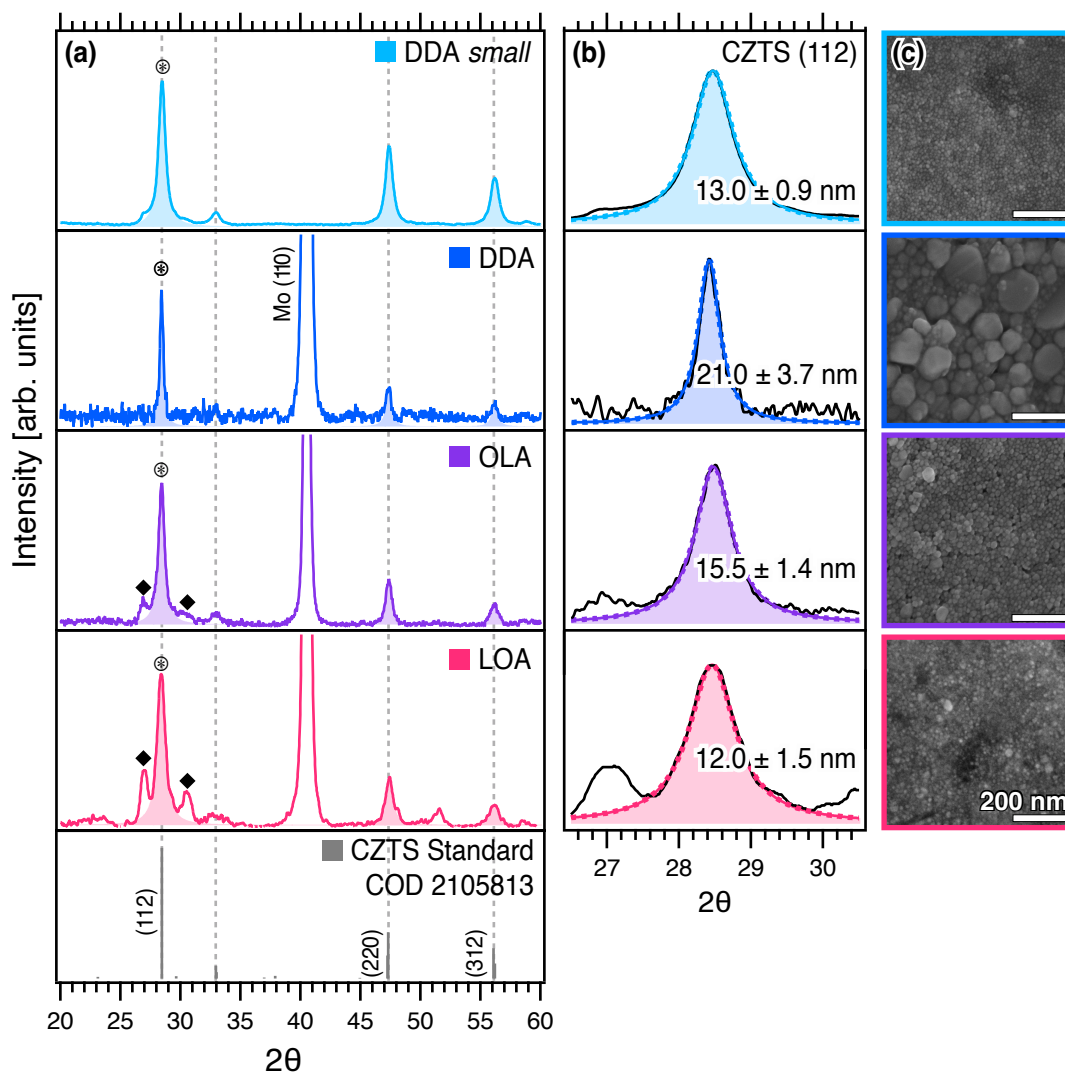 (a)
DDA small
(b)
CZTS (112)
(c)
13.0 ± 0.9 nm
Mo (110)
DDA
21.0 ± 3.7 nm
OLA
15.5 ± 1.4 nm
LOA
12.0 ± 1.5 nm
200 nm
Intensity [arb. units]
CZTS Standard
COD 2105813
(112)
(220)
(312)
27 28 29 30
2θ
20 25 30 35 40 45 50 55 60
2θ